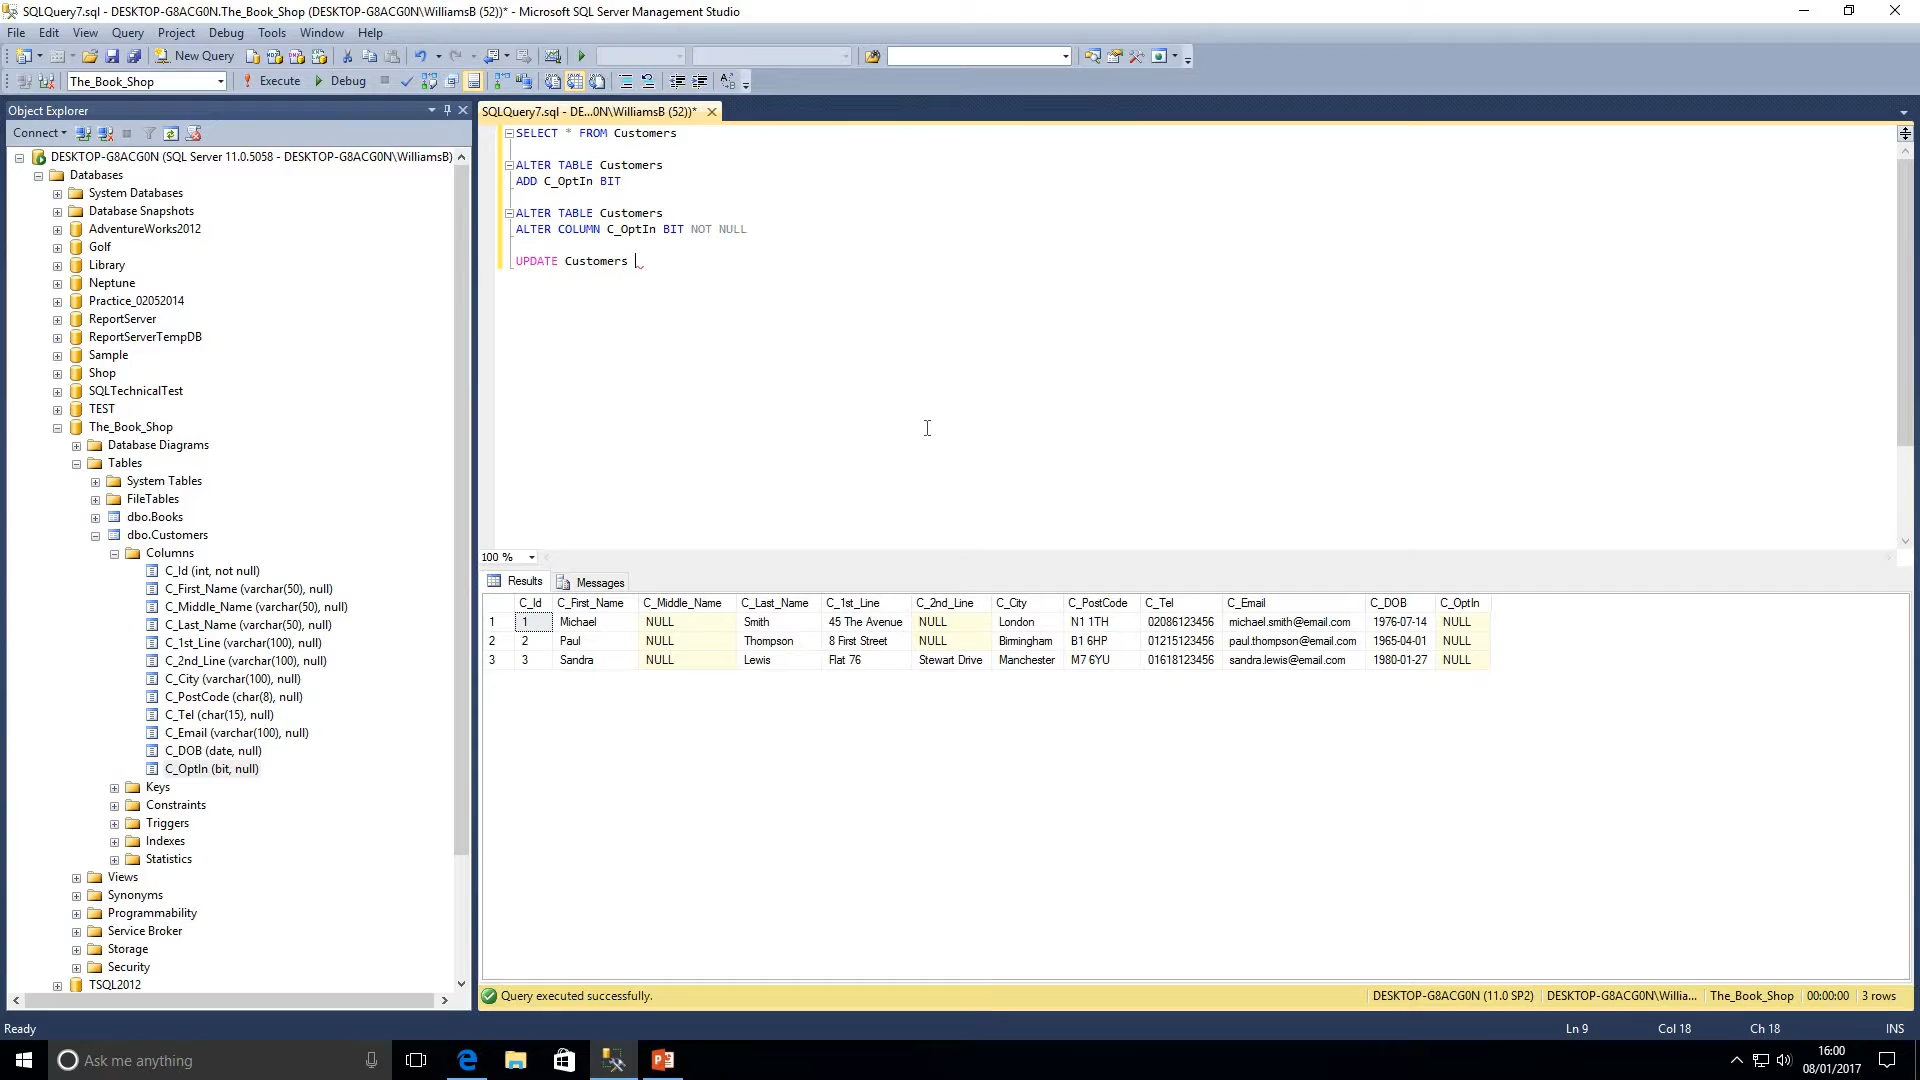 SQLQuery7.sql - DESKTOP-G8ACG0N.The_Book_Shop (DESKTOP-G8ACG0N\WilliamsB (52))* - Microsoft SQL Server Management Studio
File Edit View Query Project Debug Tools Window Help
New Query
The_Book_Shop Execute Debug
Object Explorer
Connect
DESKTOP-G8ACG0N (SQL Server 11.0.5058 - DESKTOP-G8ACG0N\WilliamsB)
Databases
System Databases
Database Snapshots
AdventureWorks2012
Golf
Library
Neptune
Practice_02052014
ReportServer
ReportServerTempDB
Sample
Shop
SQLTechnicalTest
TEST
The_Book_Shop
Database Diagrams
Tables
System Tables
FileTables
dbo.Books
dbo.Customers
Columns
C_Id (int, not null)
C_First_Name (varchar(50), null)
C_Middle_Name (varchar(50), null)
C_Last_Name (varchar(50), null)
C_1st_Line (varchar(100), null)
C_2nd_Line (varchar(100), null)
C_City (varchar(100), null)
C_PostCode (char(8), null)
C_Tel (char(15), null)
C_Email (varchar(100), null)
C_DOB (date, null)
C_OptIn (bit, null)
Keys
Constraints
Triggers
Indexes
Statistics
Views
Synonyms
Programmability
Service Broker
Storage
Security
TSQL2012
SQLQuery7.sql - DE...0N\WilliamsB (52))*
SELECT * FROM Customers
ALTER TABLE Customers
ADD C_OptIn BIT
ALTER TABLE Customers
ALTER COLUMN C_OptIn BIT NOT NULL
UPDATE Customers
100 %
Results Messages
C_Id C_First_Name C_Middle_Name C_Last_Name C_1st_Line C_2nd_Line C_City C_PostCode C_Tel C_Email C_DOB C_OptIn
1 1 Michael NULL Smith 45 The Avenue NULL London N1 1TH 02086123456 michael.smith@email.com 1976-07-14 NULL
2 2 Paul NULL Thompson 8 First Street NULL Birmingham B1 6HP 01215123456 paul.thompson@email.com 1965-04-01 NULL
3 3 Sandra NULL Lewis Flat 76 Stewart Drive Manchester M7 6YU 01618123456 sandra.lewis@email.com 1980-01-27 NULL
Query executed successfully. DESKTOP-G8ACG0N (11.0 SP2) DESKTOP-G8ACG0N\Willia... The_Book_Shop 00:00:00 3 rows
Ready Ln 9 Col 18 Ch 18 INS
Ask me anything
16:00
08/01/2017